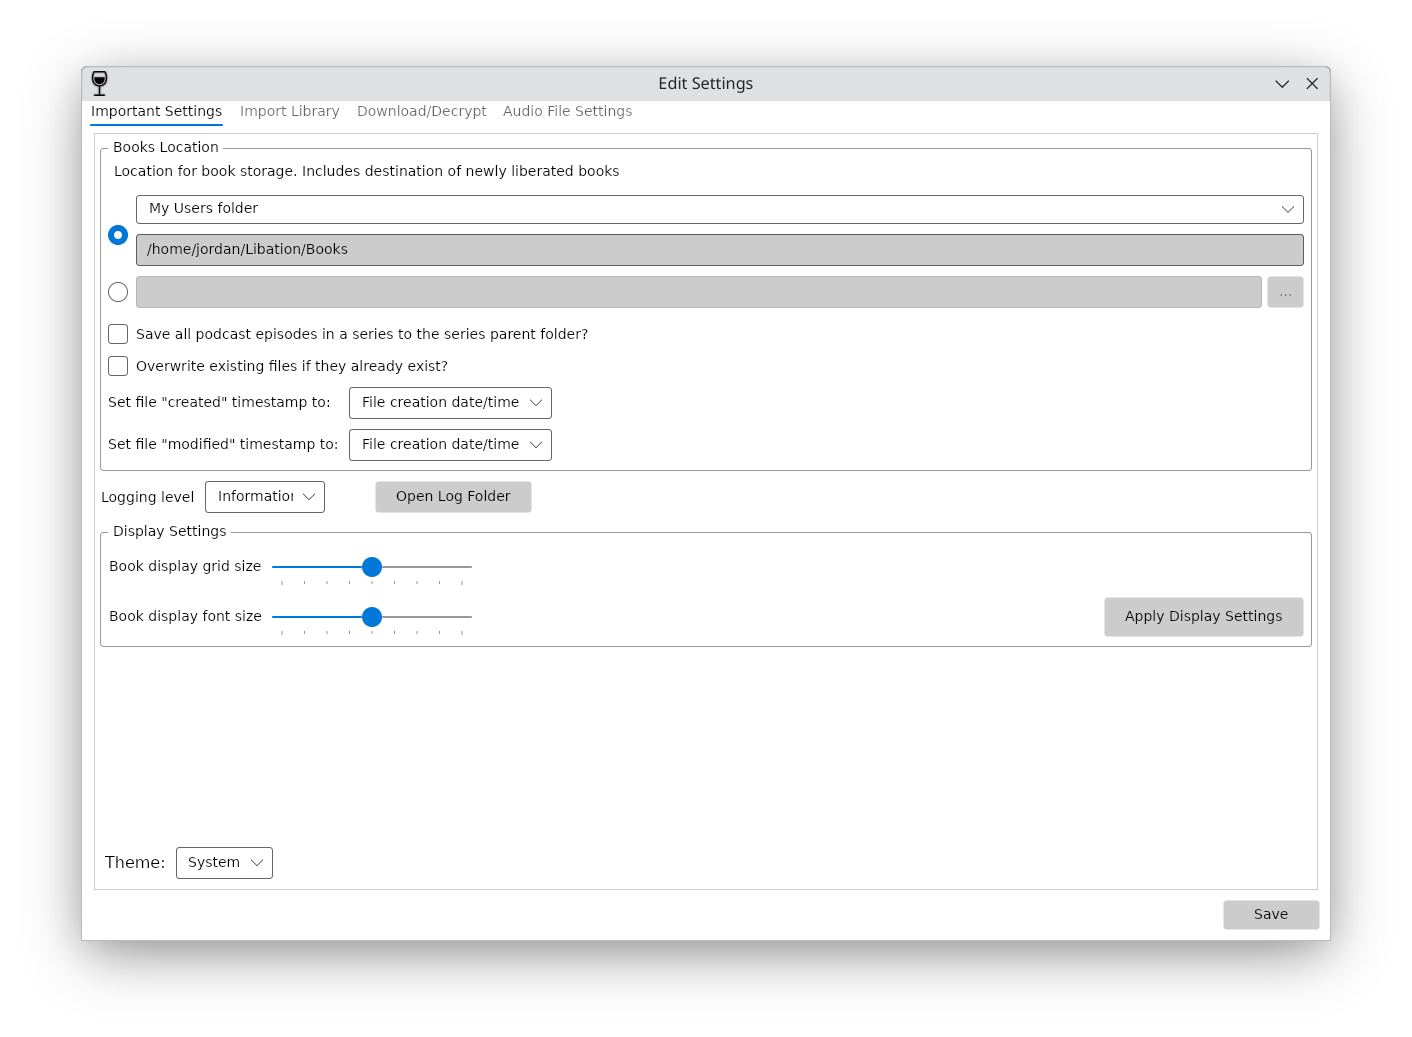 Edit Settings
Important Settings Import Library Download/Decrypt Audio File Settings
Books Location
Location for book storage. Includes destination of newly liberated books
My Users folder
/home/jordan/Libation/Books
...
Save all podcast episodes in a series to the series parent folder?
Overwrite existing files if they already exist?
Set file "created" timestamp to: File creation date/time
Set file "modified" timestamp to: File creation date/time
Logging level Information Open Log Folder
Display Settings
Book display grid size
Book display font size Apply Display Settings
Theme: System
Save